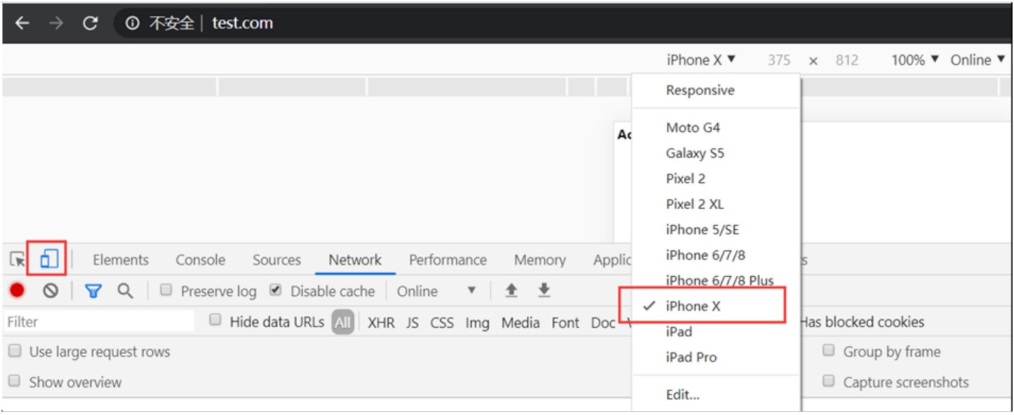 不安全 | test.com
iPhone X ▼ 375 × 812 100% ▼ Online ▼
Responsive
Moto G4
Galaxy S5
Pixel 2
Pixel 2 XL
iPhone 5/SE
iPhone 6/7/8
iPhone 6/7/8 Plus
iPhone X
iPad
iPad Pro
Edit...
Elements Console Sources Network Performance Memory
Preserve log Disable cache Online ▼
Filter Hide data URLs All XHR JS CSS Img Media Font Doc Has blocked cookies
Use large request rows Group by frame
Show overview Capture screenshots